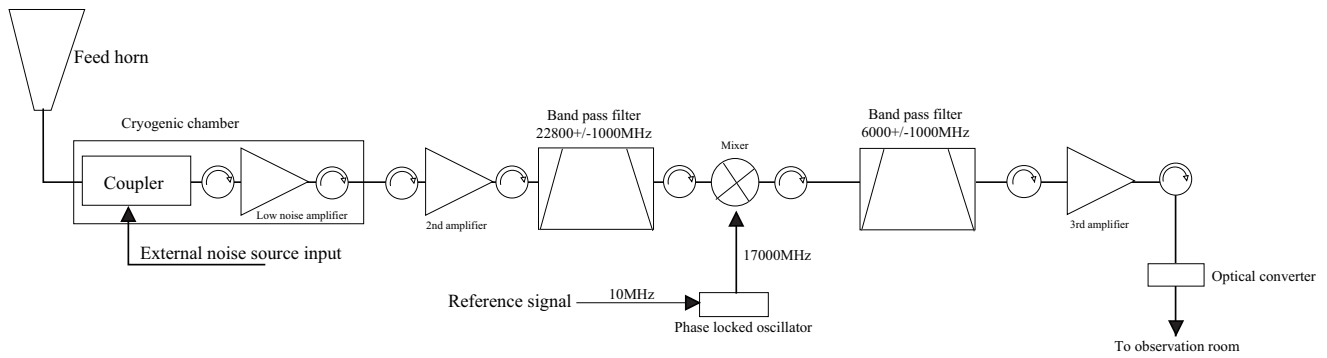 Feed horn
Cryogenic chamber
Coupler
Low noise amplifier
External noise source input
2nd amplifier
Band pass filter
22800+/-1000MHz
Mixer
17000MHz
Reference signal
10MHz
Phase locked oscillator
Band pass filter
6000+/-1000MHz
3rd amplifier
Optical converter
To observation room